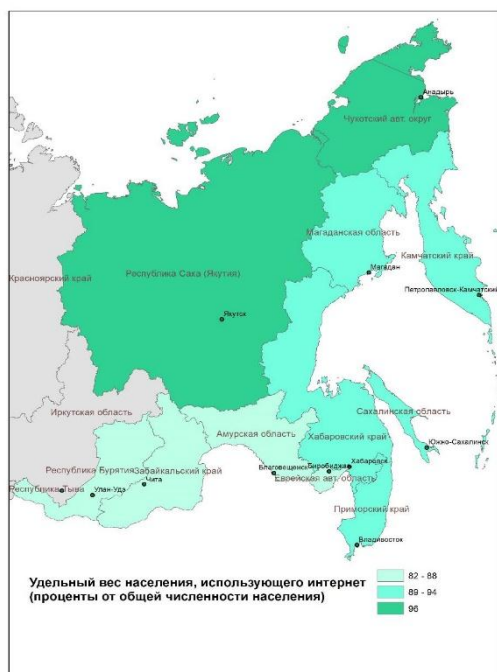 Анадырь
Чукотский авт. округ
Магаданская область
Камчатский край
Красноярский край
Республика Саха (Якутия)
Магадан
Петропавловск-Камчатский
Якутск
Иркутская область
Сахалинская область
Амурская область
Хабаровский край
Южно-Сахалинск
Республика Бурятия
Забайкальский край
Благовещенск
Биробиджан
Хабаровск
Еврейская авт. область
Республика Тыва
Улан-Удэ
Чита
Приморский край
Владивосток
Удельный вес населения, использующего интернет
(проценты от общей численности населения)
82 - 88
89 - 94
96